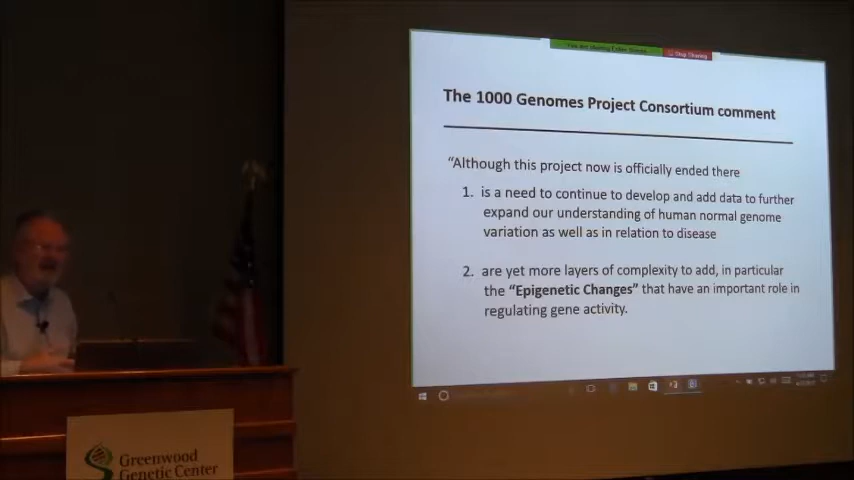 Stop Sharing
The 1000 Genomes Project Consortium comment
“Although this project now is officially ended there
1. is a need to continue to develop and add data to further
expand our understanding of human normal genome
variation as well as in relation to disease
2. are yet more layers of complexity to add, in particular
the “Epigenetic Changes” that have an important role in
regulating gene activity.
Greenwood
Genetic Center